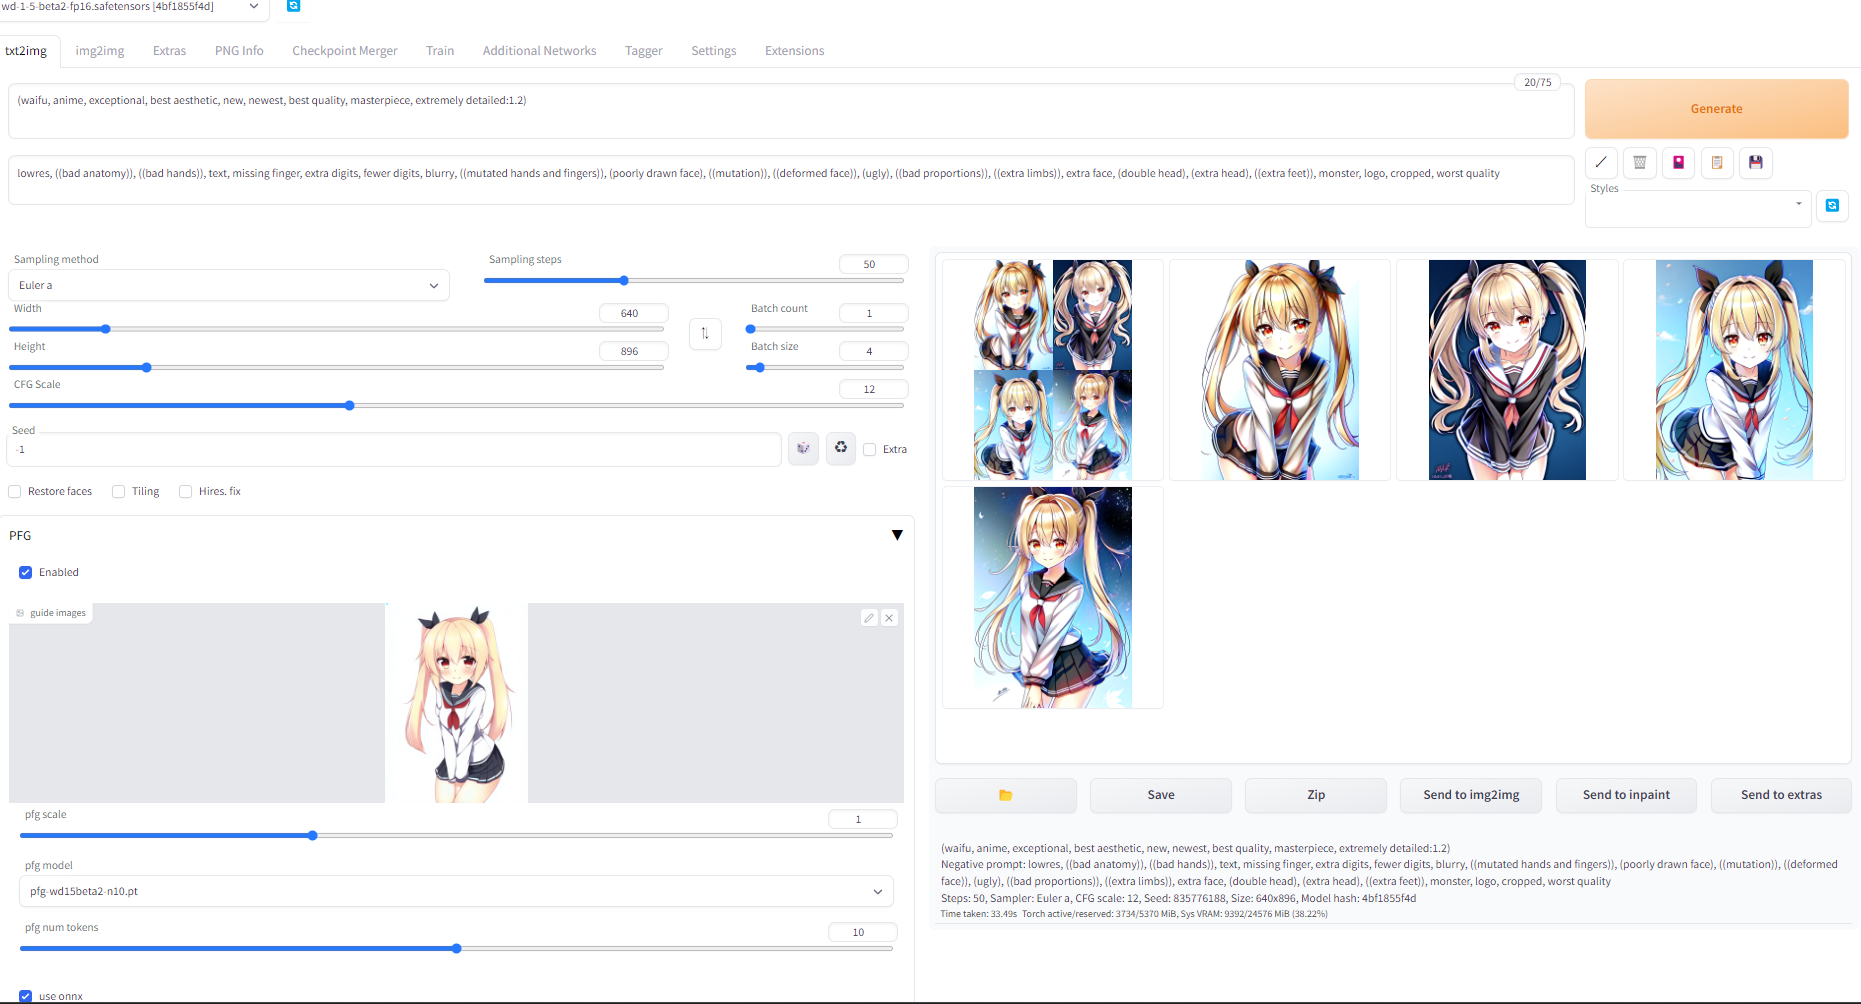 wd-1-5-beta2-fp16.safetensors [4bf1855f4d]
txt2img img2img Extras PNG Info Checkpoint Merger Train Additional Networks Tagger Settings Extensions
20/75
(waifu, anime, exceptional, best aesthetic, new, newest, best quality, masterpiece, extremely detailed:1.2)
Generate
lowres, ((bad anatomy)), ((bad hands)), text, missing finger, extra digits, fewer digits, blurry, ((mutated hands and fingers)), (poorly drawn face), ((mutation)), ((deformed face)), (ugly), ((bad proportions)), ((extra limbs)), extra face, (double head), (extra head), ((extra feet)), monster, logo, cropped, worst quality
Styles
Sampling method
Euler a
Sampling steps
50
Width
640
Height
896
Batch count
1
Batch size
4
CFG Scale
12
Seed
-1
Extra
Restore faces Tiling Hires. fix
PFG
Enabled
guide images
pfg scale
1
pfg model
pfg-wd15beta2-n10.pt
pfg num tokens
10
use onnx
Save Zip Send to img2img Send to inpaint Send to extras
(waifu, anime, exceptional, best aesthetic, new, newest, best quality, masterpiece, extremely detailed:1.2)
Negative prompt: lowres, ((bad anatomy)), ((bad hands)), text, missing finger, extra digits, fewer digits, blurry, ((mutated hands and fingers)), (poorly drawn face), ((mutation)), ((deformed
face)), (ugly), ((bad proportions)), ((extra limbs)), extra face, (double head), (extra head), ((extra feet)), monster, logo, cropped, worst quality
Steps: 50, Sampler: Euler a, CFG scale: 12, Seed: 835776188, Size: 640x896, Model hash: 4bf1855f4d
Time taken: 33.49s Torch active/reserved: 3734/5370 MiB, Sys VRAM: 9392/24576 MiB (38.22%)